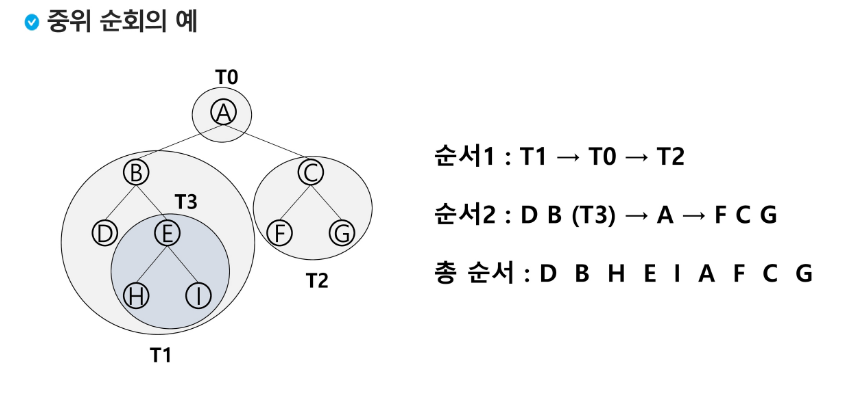 중위 순회의 예
T0
A
B
C
T3
D
E
F
G
H
I
T2
T1
순서1 : T1 → T0 → T2
순서2 : D B (T3) → A → F C G
총 순서 : D B H E I A F C G